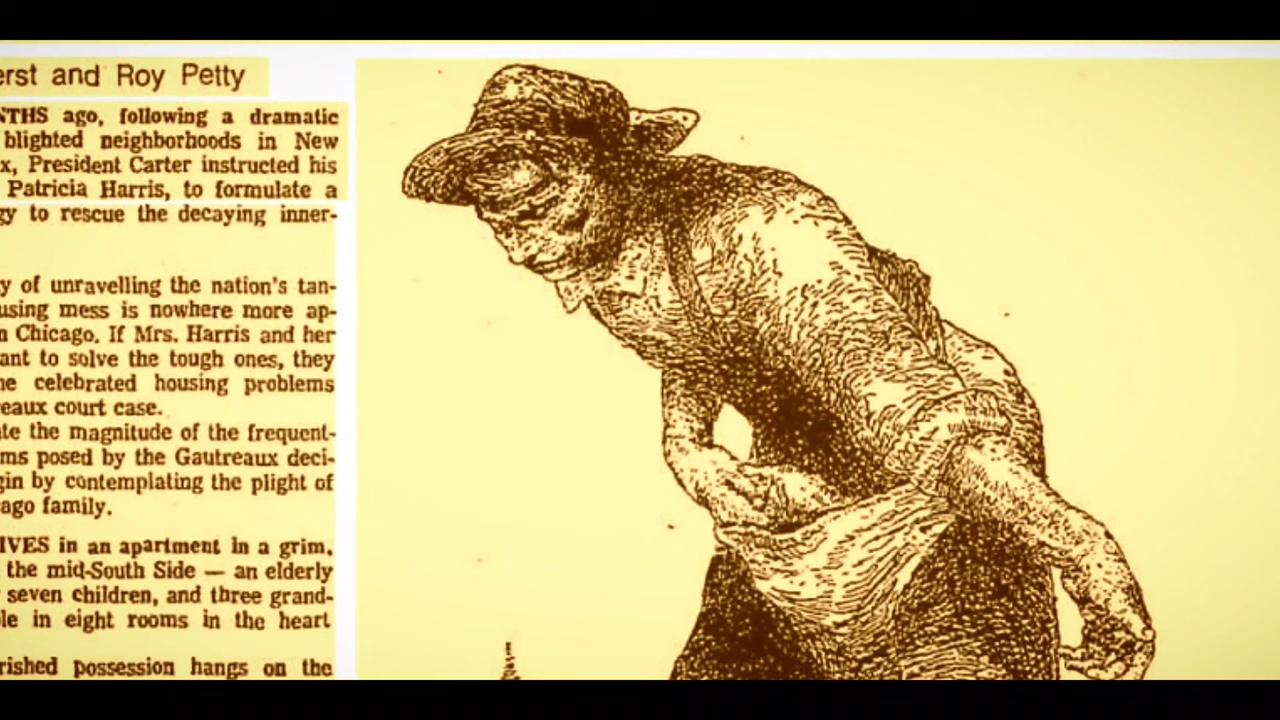 erst and Roy Petty
NTHS ago, following a dramatic
blighted neighborhoods in New
x, President Carter instructed his
Patricia Harris, to formulate a
gy to rescue the decaying inner-
y of unravelling the nation's tan-
using mess is nowhere more ap-
n Chicago. If Mrs. Harris and her
ant to solve the tough ones, they
he celebrated housing problems
eaux court case.
te the magnitude of the frequent-
ms posed by the Gautreaux deci-
gin by contemplating the plight of
ago family.
IVES in an apartment in a grim,
the mid-South Side — an elderly
seven children, and three grand-
le in eight rooms in the heart
rished possession hangs on the